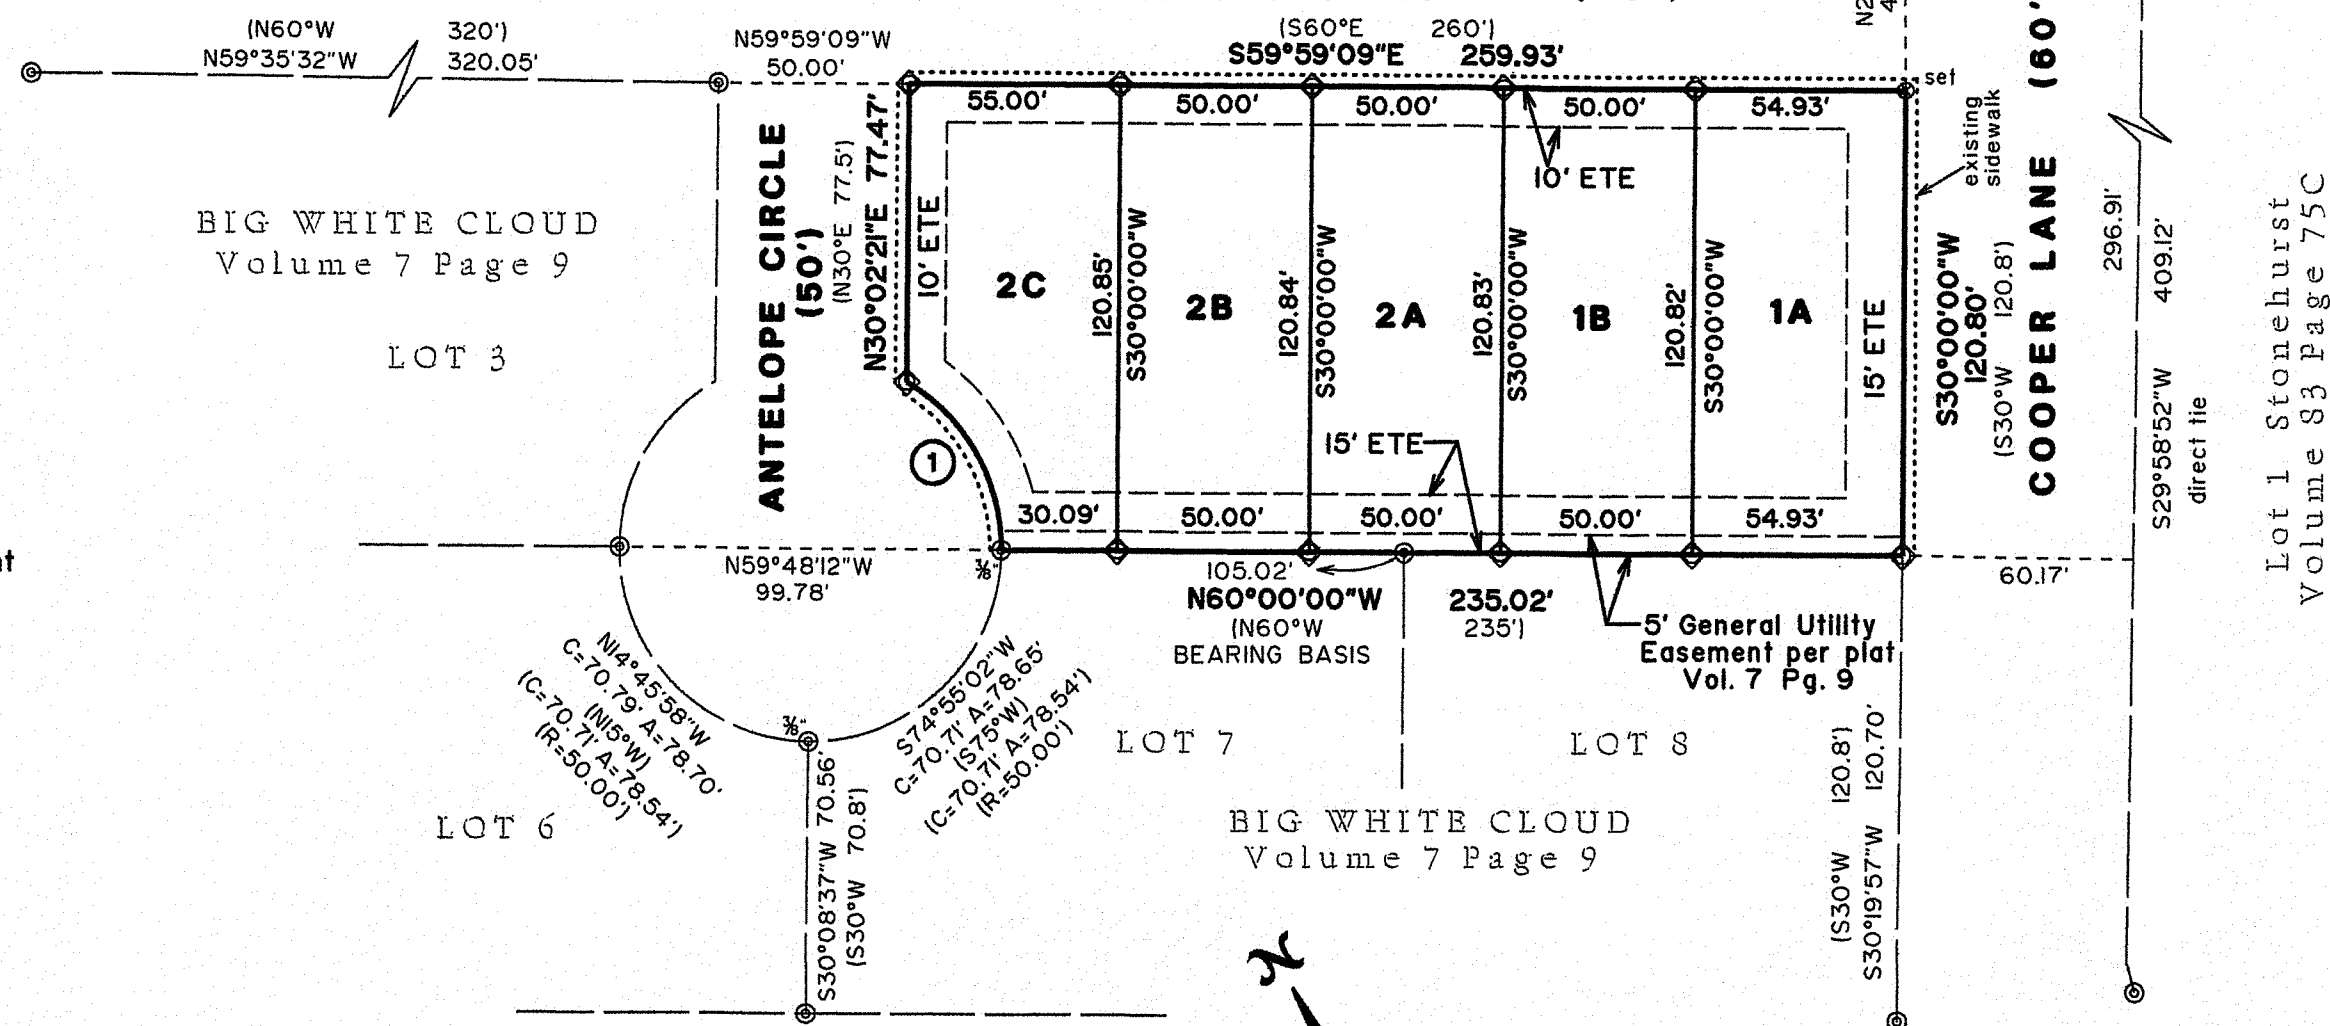 (N60°W 320')
N59°35'32"W 320.05'
N59°59'09"W
50.00'
(S60°E 260')
S59°59'09"E 259.93'
set
55.00'
50.00'
50.00'
50.00'
54.93'
10' ETE
existing
sidewalk
COOPER LANE (60'
ANTELOPE CIRCLE
(50')
(N30°E 77.5')
N30°02'21"E 77.47'
10' ETE
BIG WHITE CLOUD
Volume 7 Page 9
LOT 3
2C
120.85'
S30°00'00"W
2B
120.84'
S30°00'00"W
2A
120.83'
S30°00'00"W
1B
120.82'
S30°00'00"W
1A
15' ETE
S30°00'00"W
120.80'
(S30°W 120.8')
296.91'
S29°58'52"W 409.12'
direct tie
Lot 1 Stonehurst
Volume 83 Page 75C
1
15' ETE
30.09'
50.00'
50.00'
50.00'
54.93'
N59°48'12"W
99.78'
3/8"
105.02'
N60°00'00"W 235.02'
(N60°W 235')
BEARING BASIS
60.17'
5' General Utility
Easement per plat
Vol. 7 Pg. 9
N14°45'58"W
C=70.79' A=78.70'
(N15°W)
(C=70.71' A=78.54')
(R=50.00')
S74°55'02"W
C=70.71' A=78.65'
(S75°W)
(C=70.71' A=78.54')
(R=50.00')
3/8"
LOT 6
S30°08'37"W 70.56'
(S30°W 70.8')
LOT 7
LOT 8
BIG WHITE CLOUD
Volume 7 Page 9
(S30°W 120.8')
S30°19'57"W 120.70'
N